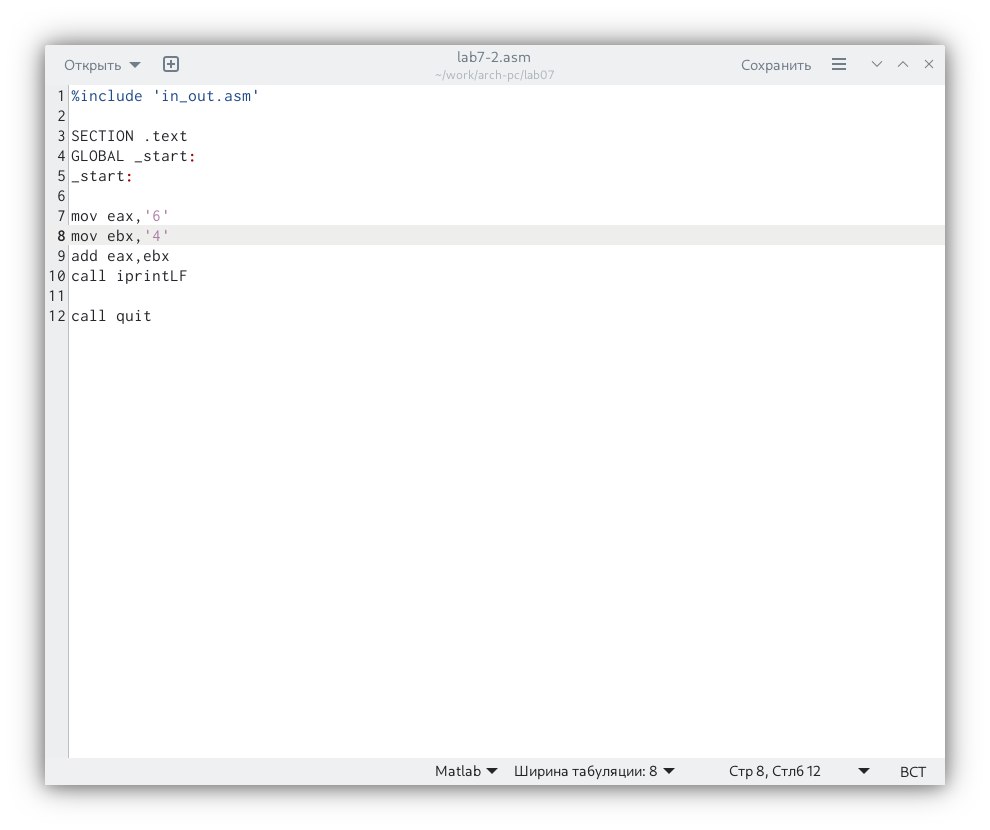 Открыть
lab7-2.asm
~/work/arch-pc/lab07
Сохранить
1 %include 'in_out.asm'
2
3 SECTION .text
4 GLOBAL _start:
5 _start:
6
7 mov eax,'6'
8 mov ebx,'4'
9 add eax,ebx
10 call iprintLF
11
12 call quit
Matlab Ширина табуляции: 8 Стр 8, Стлб 12 ВСТ